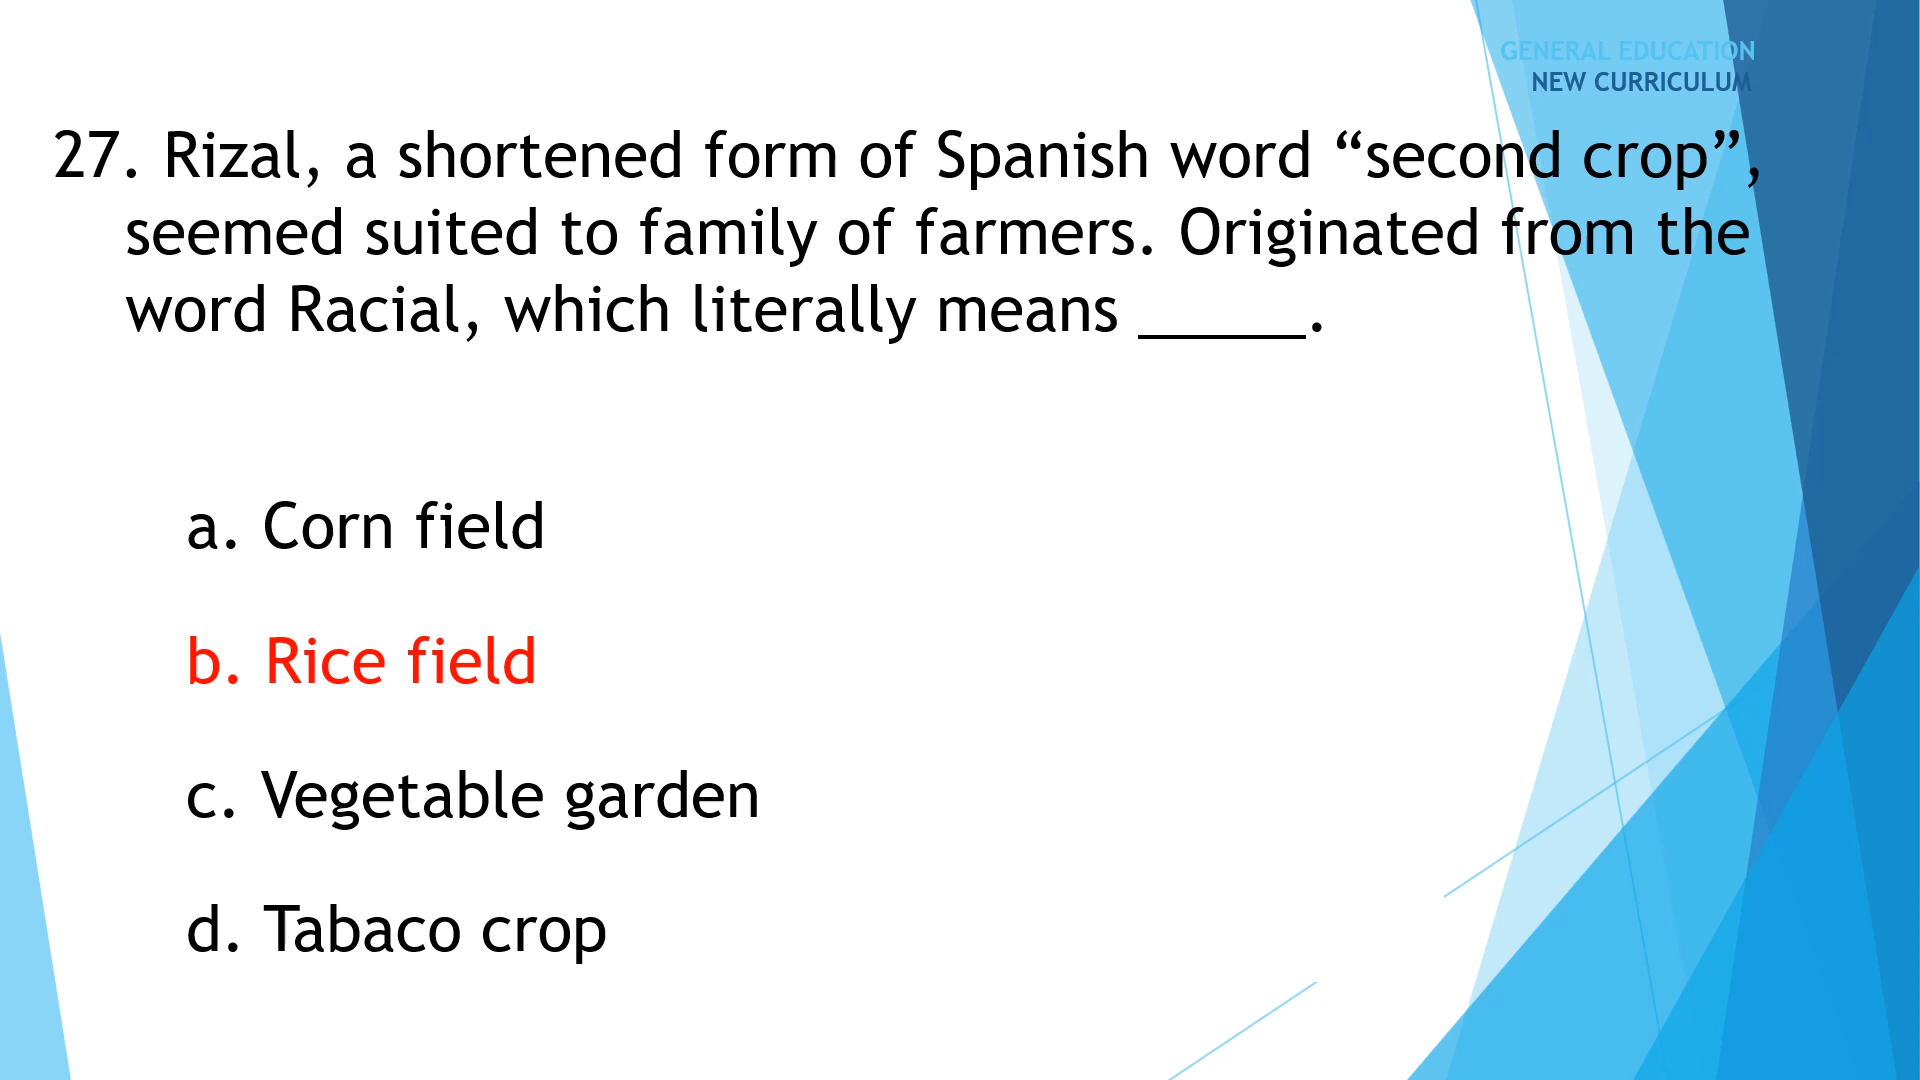 GENERAL EDUCATION
NEW CURRICULUM
27. Rizal, a shortened form of Spanish word “second crop”,
seemed suited to family of farmers. Originated from the
word Racial, which literally means _____.
a. Corn field
b. Rice field
c. Vegetable garden
d. Tabaco crop